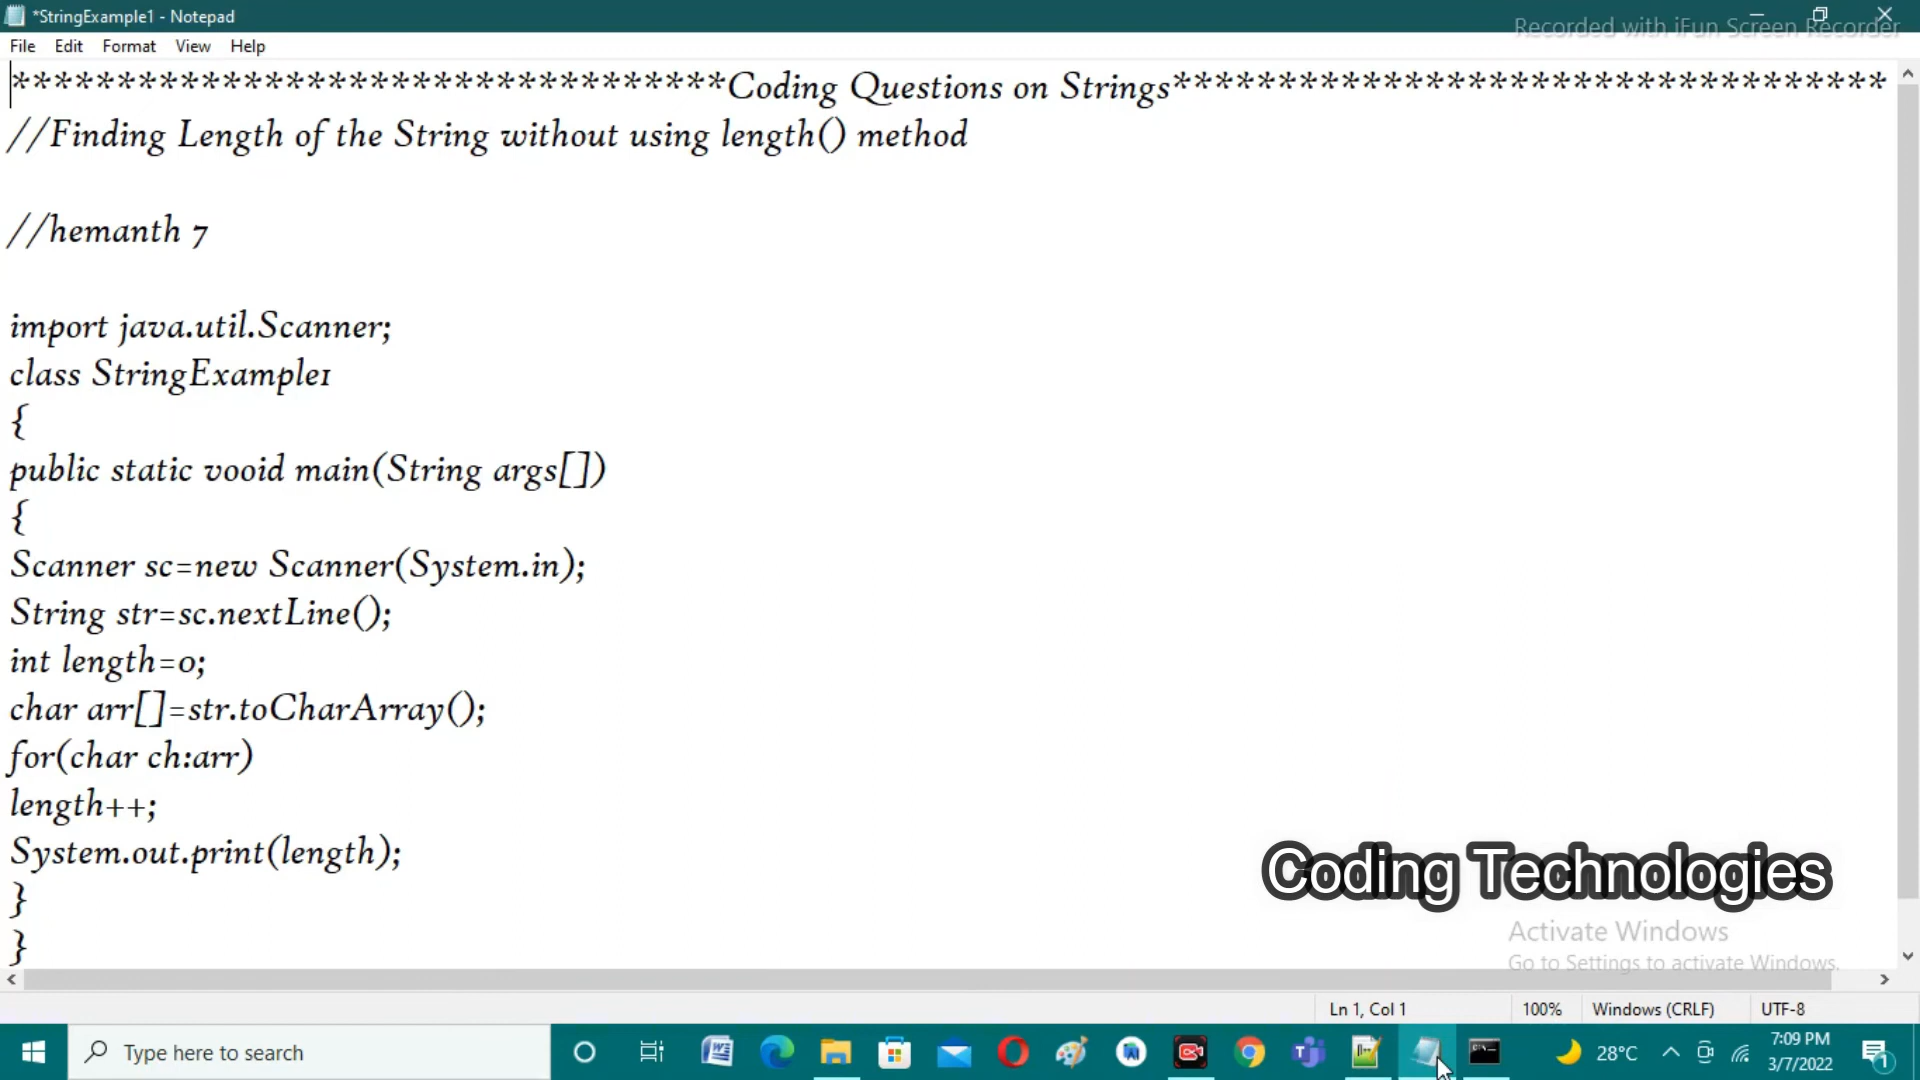 *StringExample1 - Notepad
Recorded with iFun Screen Recorder
File Edit Format View Help
**********************************Coding Questions on Strings**********************************
//Finding Length of the String without using length() method
//hemanth 7
import java.util.Scanner;
class StringExample1
{
public static vooid main(String args[])
{
Scanner sc=new Scanner(System.in);
String str=sc.nextLine();
int length=0;
char arr[]=str.toCharArray();
for(char ch:arr)
length++;
System.out.print(length);
}
}
Coding Technologies
Activate Windows
Go to Settings to activate Windows.
Ln 1, Col 1 100% Windows (CRLF) UTF-8
Type here to search 28°C 7:09 PM
3/7/2022 1